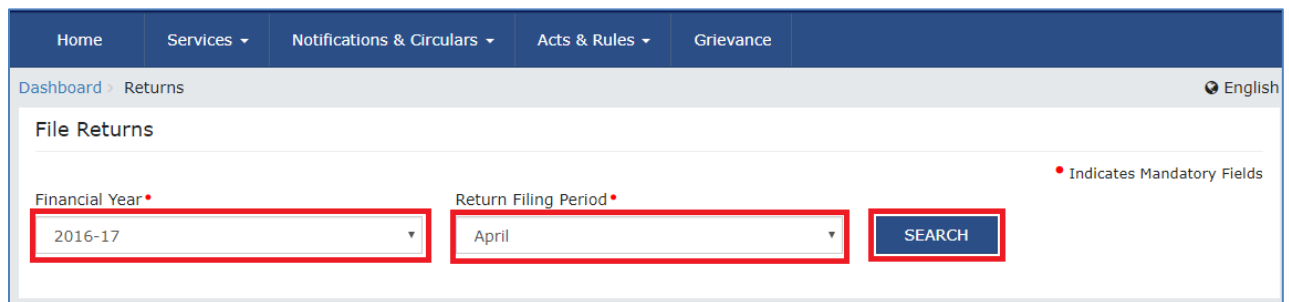 Home Services Notifications & Circulars Acts & Rules Grievance
Dashboard > Returns English
File Returns
• Indicates Mandatory Fields
Financial Year• Return Filing Period•
2016-17 April SEARCH